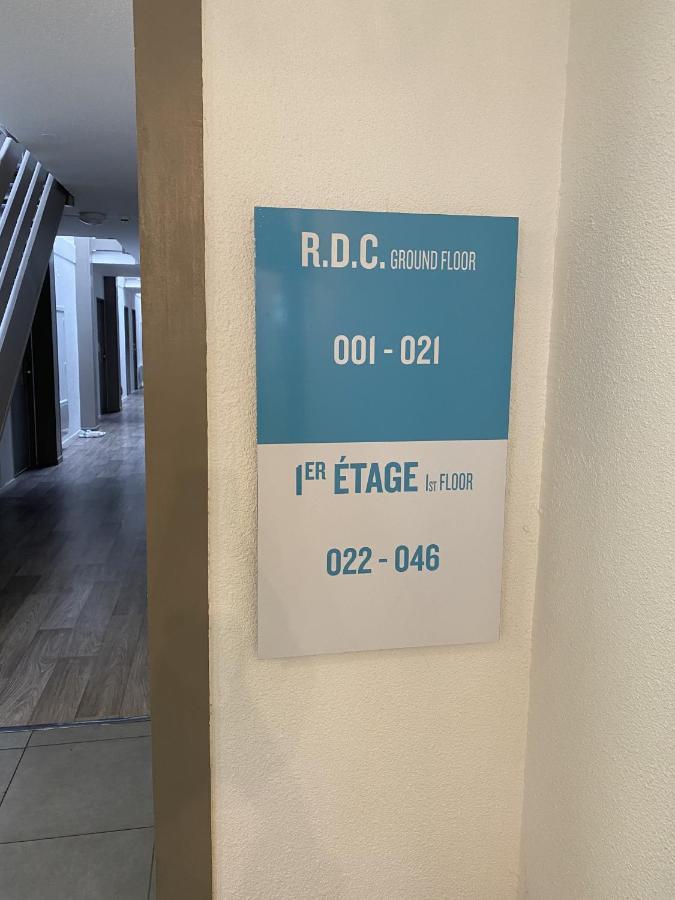 R.D.C. GROUND FLOOR
001 - 021
1ER ÉTAGE 1ST FLOOR
022 - 046